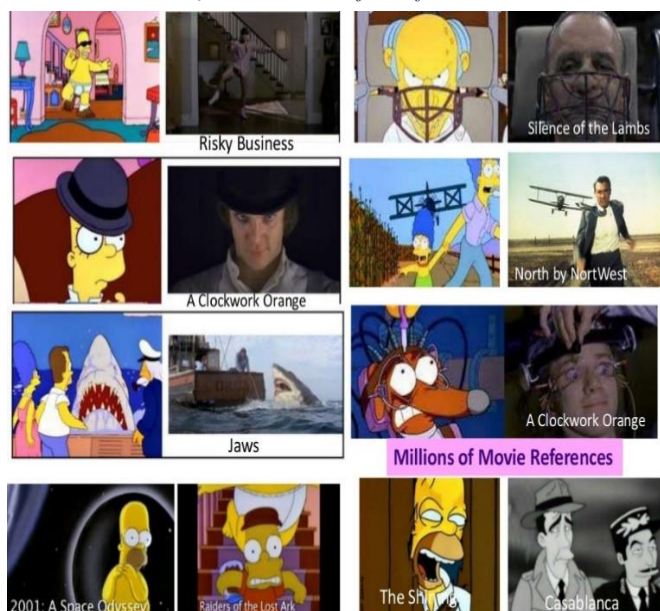 Risky Business
Silence of the Lambs
A Clockwork Orange
North by NortWest
Jaws
A Clockwork Orange
Millions of Movie References
2001: A Space Odyssey
Raiders of the Lost Ark
The Shining
Casablanca